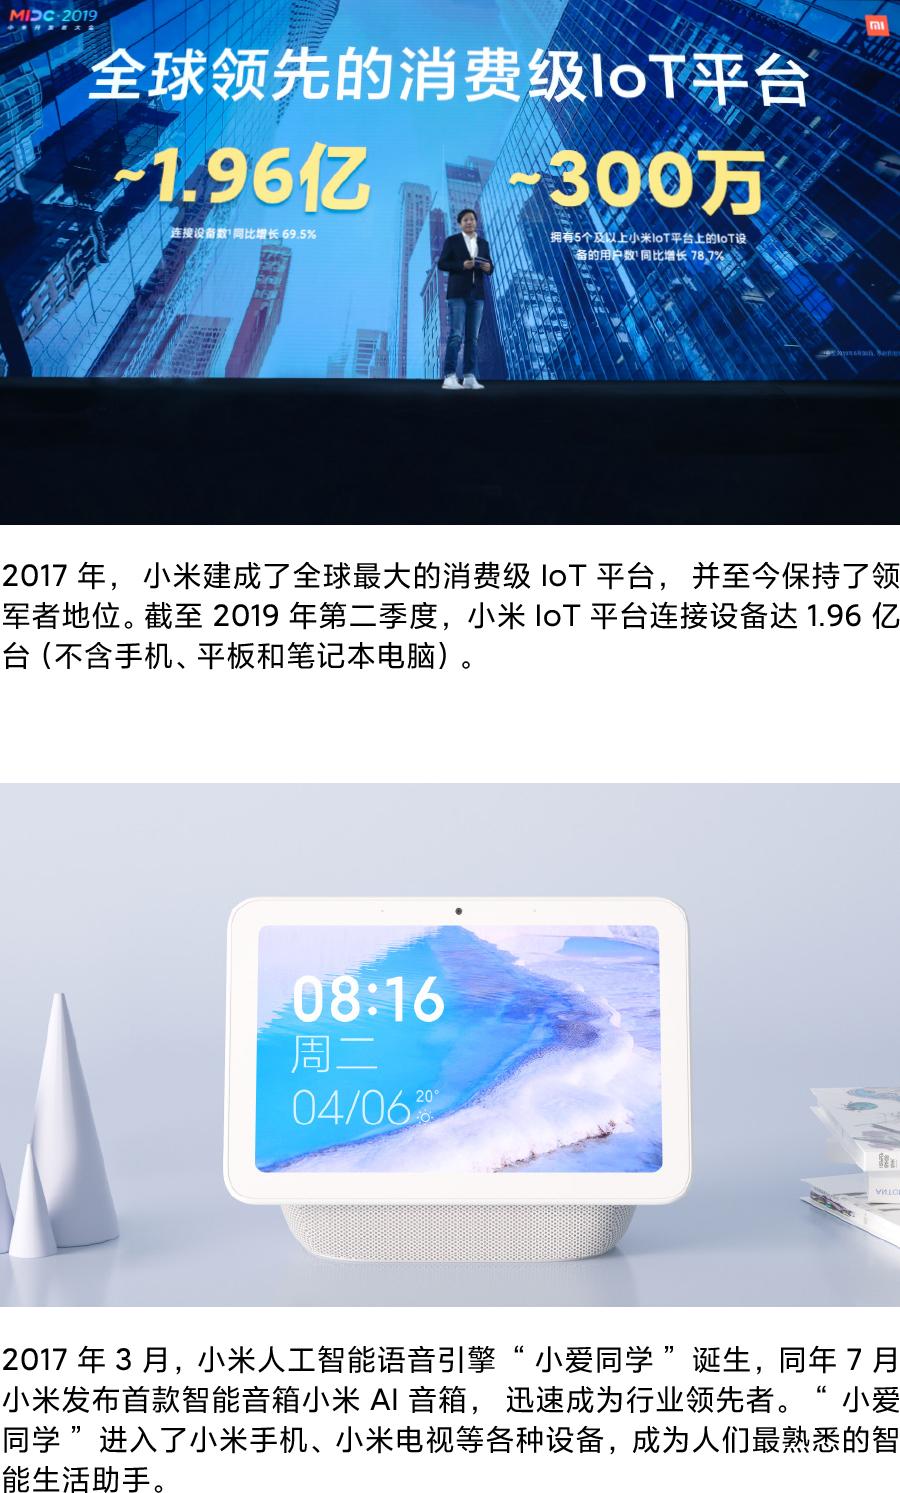 MIDC·2019
小米开发者大会
全球领先的消费级IoT平台
~1.96亿
~300万
连接设备数¹同比增长 69.5%
拥有5个及以上小米IoT平台上的IoT设
备的用户数¹同比增长 78.7%
2017 年， 小米建成了全球最大的消费级 IoT 平台， 并至今保持了领
军者地位。截至 2019 年第二季度，小米 IoT 平台连接设备达 1.96 亿
台（不含手机、平板和笔记本电脑）。
08:16
周二
04/06 20°
2017 年 3 月，小米人工智能语音引擎 “ 小爱同学 ” 诞生，同年 7 月
小米发布首款智能音箱小米 AI 音箱， 迅速成为行业领先者。 “ 小爱
同学 ” 进入了小米手机、小米电视等各种设备，成为人们最熟悉的智
能生活助手。